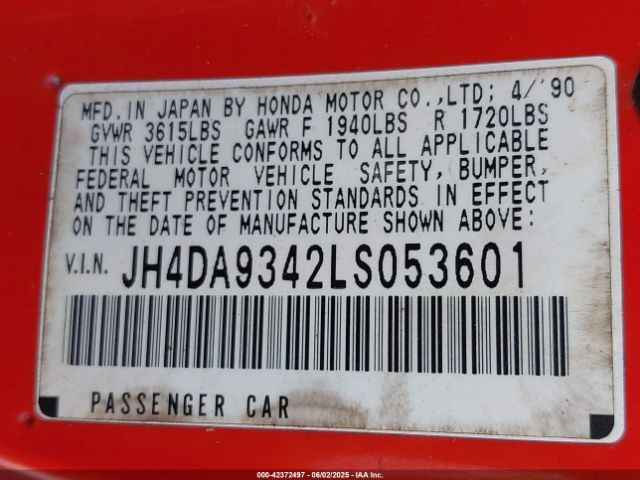 MFD. IN JAPAN BY HONDA MOTOR CO.,LTD; 4/'90
GVWR 3615LBS GAWR F 1940LBS R 1720LBS
THIS VEHICLE CONFORMS TO ALL APPLICABLE
FEDERAL MOTOR VEHICLE SAFETY, BUMPER,
AND THEFT PREVENTION STANDARDS IN EFFECT
ON THE DATE OF MANUFACTURE SHOWN ABOVE:
V.I.N. JH4DA9342LS053601
PASSENGER CAR
000-42372497 - 06/02/2025 - IAA Inc.